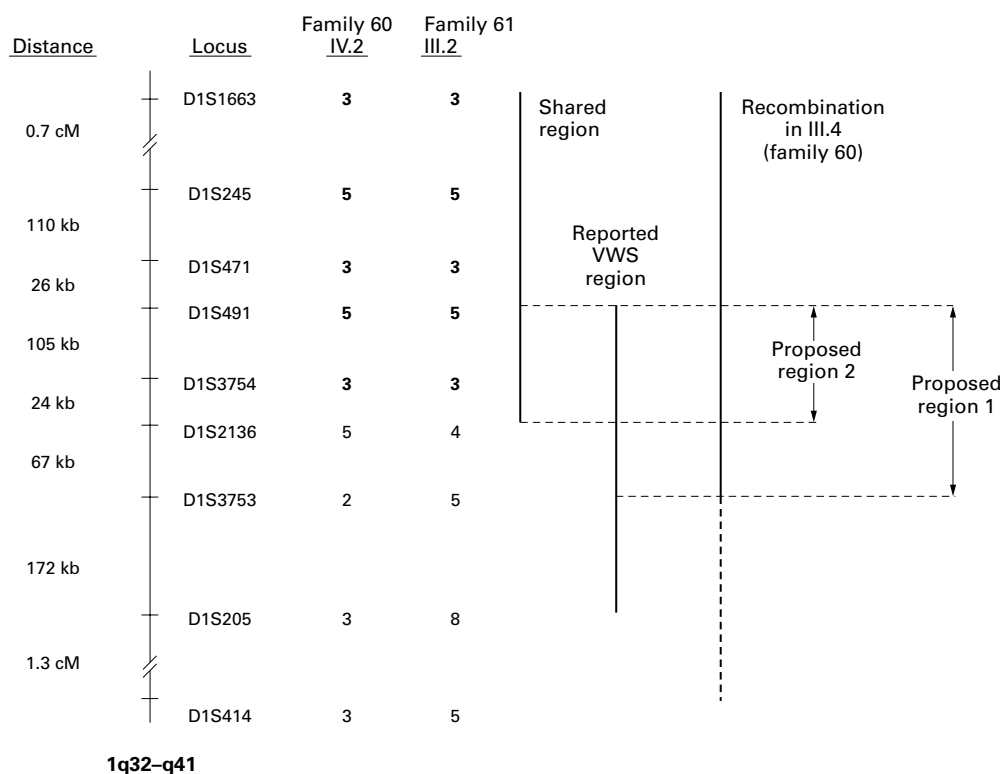 Family 60 Family 61
Distance Locus IV.2 III.2
D1S1663 3 3
0.7 cM
D1S245 5 5
110 kb
D1S471 3 3
26 kb
D1S491 5 5
105 kb
D1S3754 3 3
24 kb
D1S2136 5 4
67 kb
D1S3753 2 5
172 kb
D1S205 3 8
1.3 cM
D1S414 3 5
1q32–q41
Shared
region
Reported
VWS
region
Recombination
in III.4
(family 60)
Proposed
region 2
Proposed
region 1